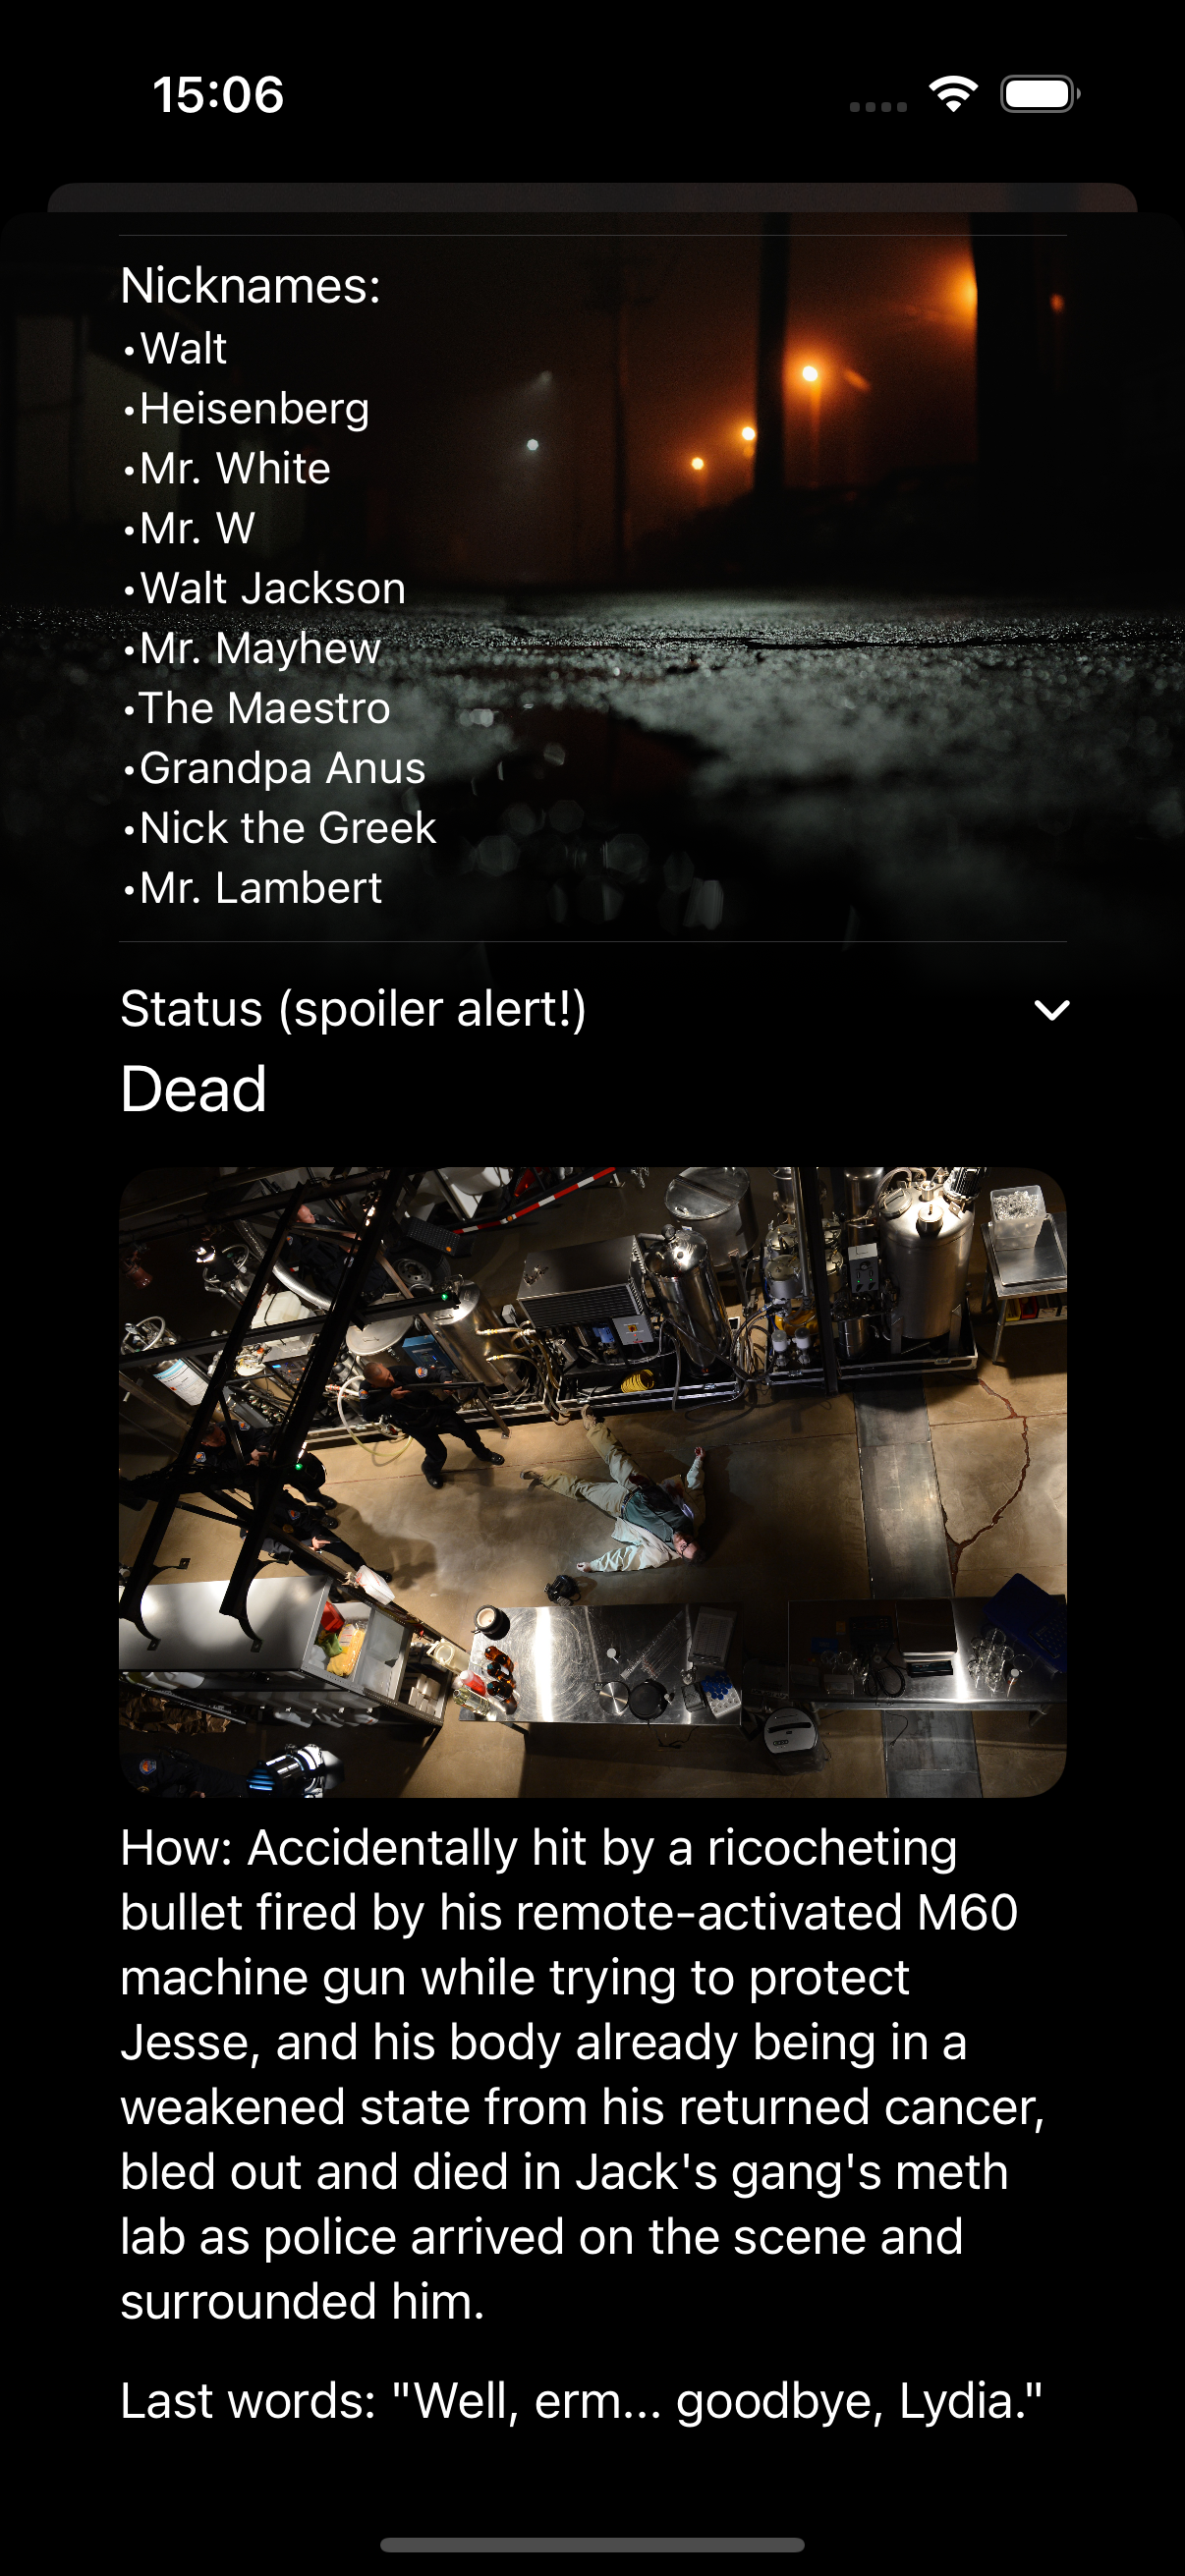 15:06
Nicknames:
•Walt
•Heisenberg
•Mr. White
•Mr. W
•Walt Jackson
•Mr. Mayhew
•The Maestro
•Grandpa Anus
•Nick the Greek
•Mr. Lambert
Status (spoiler alert!)
Dead
How: Accidentally hit by a ricocheting
bullet fired by his remote-activated M60
machine gun while trying to protect
Jesse, and his body already being in a
weakened state from his returned cancer,
bled out and died in Jack's gang's meth
lab as police arrived on the scene and
surrounded him.
Last words: "Well, erm... goodbye, Lydia."